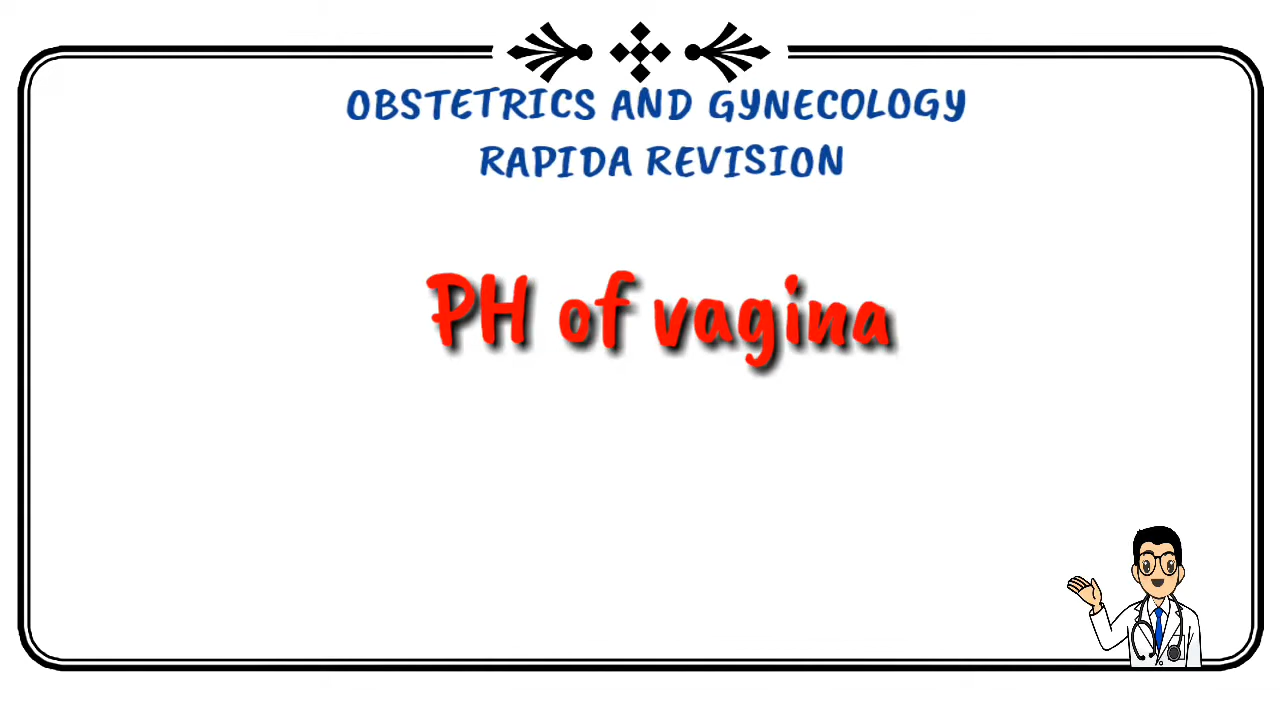 OBSTETRICS AND GYNECOLOGY
RAPIDA REVISION
PH of vagina